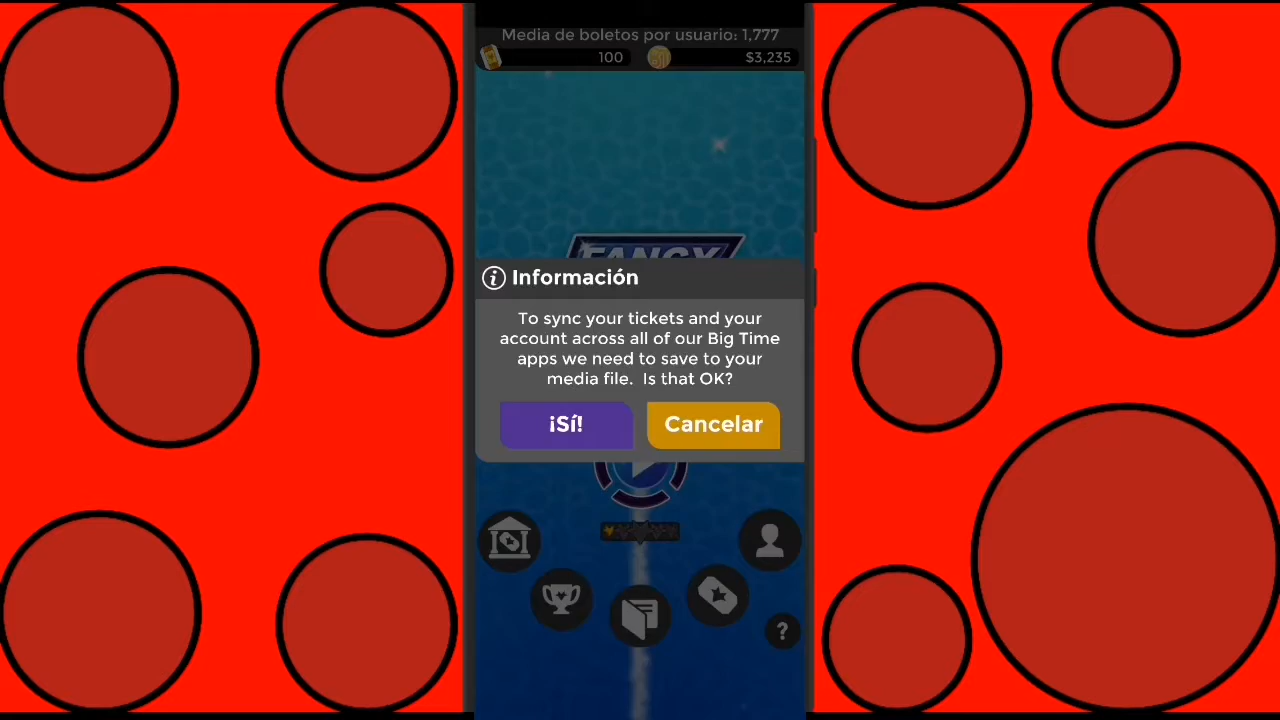 Media de boletos por usuario: 1,777
100
$3,235
FANCY
Información
To sync your tickets and your
account across all of our Big Time
apps we need to save to your
media file. Is that OK?
¡Sí!
Cancelar
?